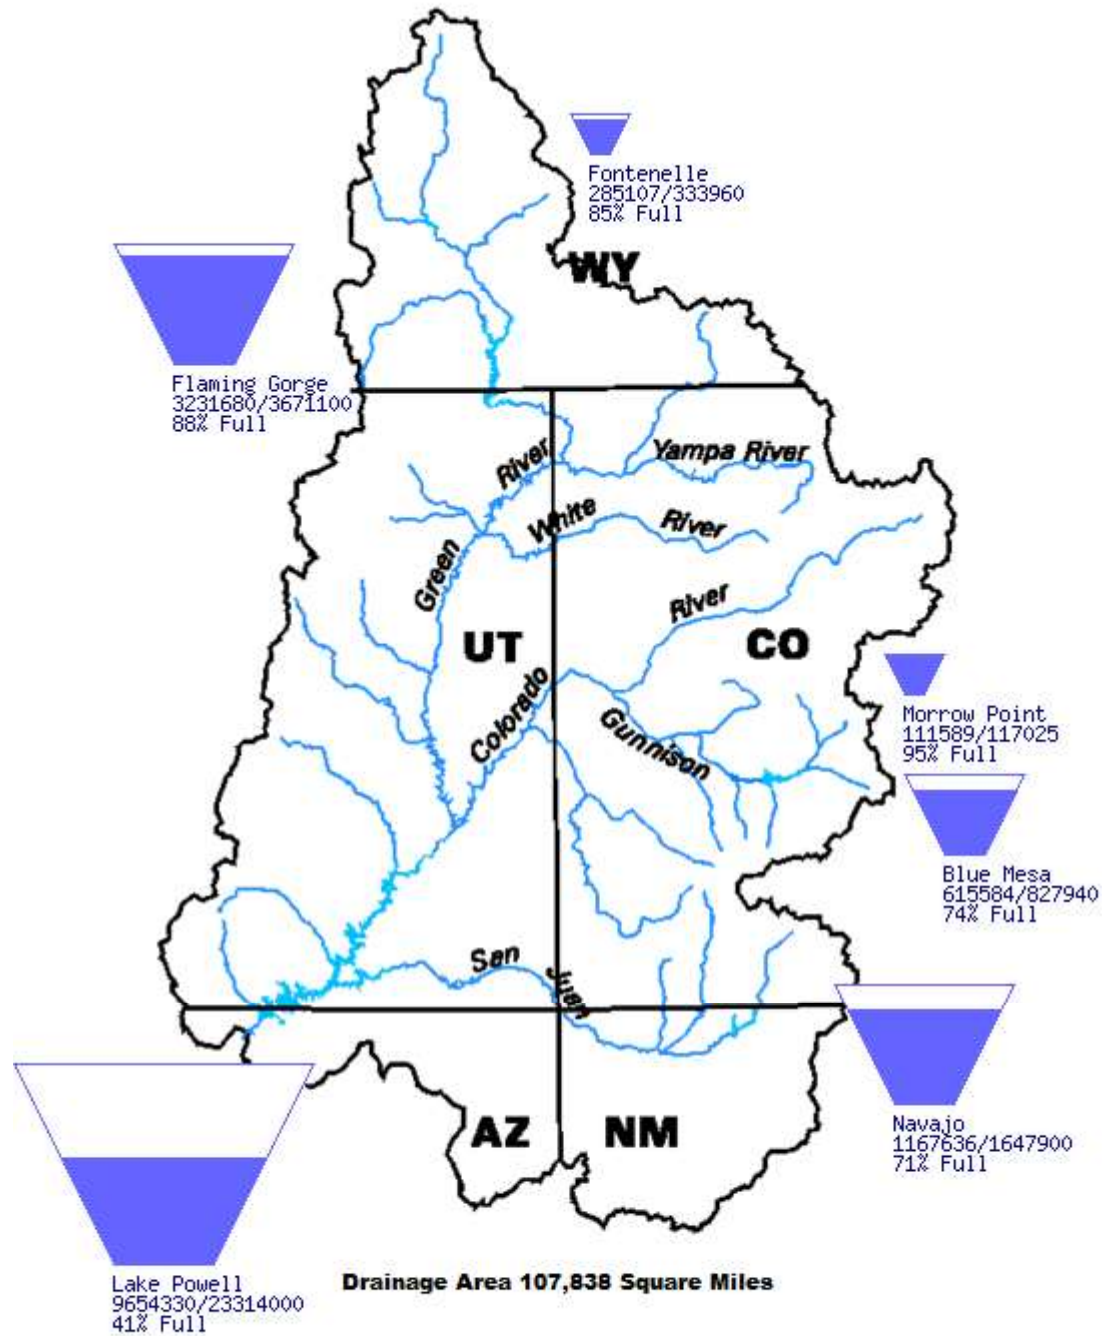 Fontenelle
285107/333960
85% Full
WY
Flaming Gorge
3231680/3671100
88% Full
Yampa River
River
White
River
Green
River
UT
CO
Colorado
Gunnison
Morrow Point
111589/117025
95% Full
Blue Mesa
615584/827940
74% Full
San
Juan
AZ
NM
Navajo
1167636/1647900
71% Full
Lake Powell
9654330/23314000
41% Full
Drainage Area 107,838 Square Miles